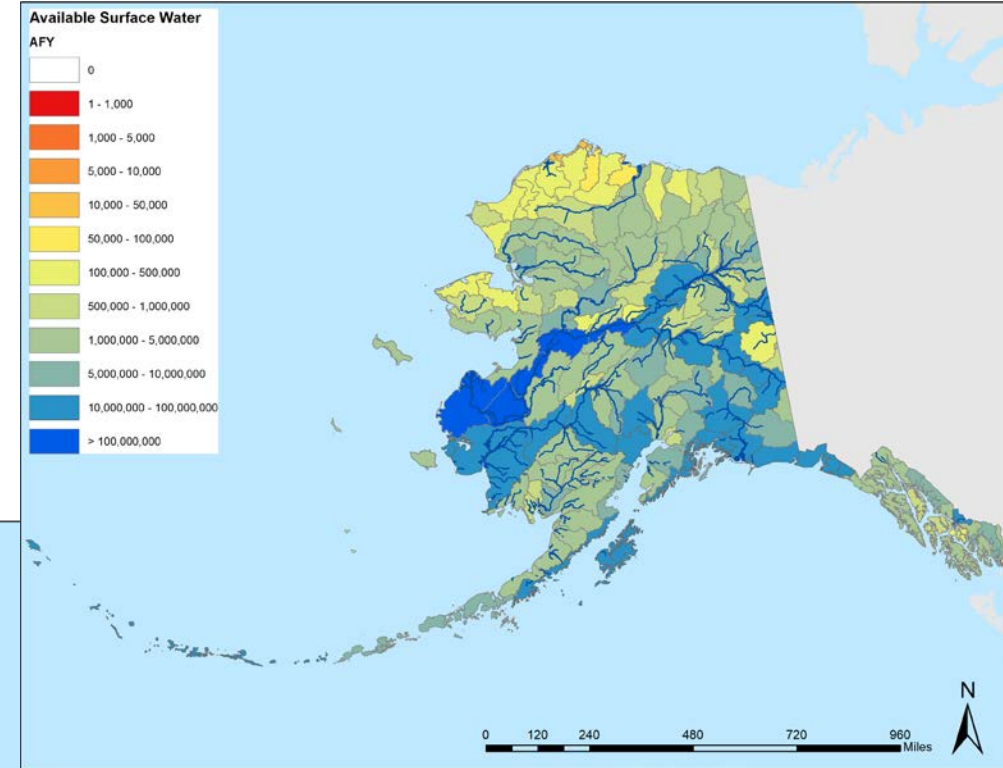 Available Surface Water
AFY
0
1 - 1,000
1,000 - 5,000
5,000 - 10,000
10,000 - 50,000
50,000 - 100,000
100,000 - 500,000
500,000 - 1,000,000
1,000,000 - 5,000,000
5,000,000 - 10,000,000
10,000,000 - 100,000,000
> 100,000,000
N
0 120 240 480 720 960
Miles